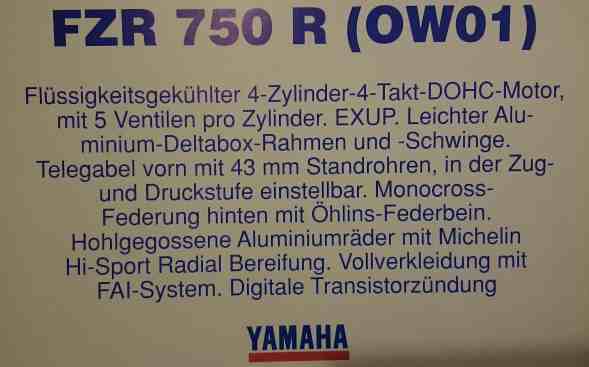 FZR 750 R (OW01)
Flüssigkeitsgekühlter 4-Zylinder-4-Takt-DOHC-Motor,
mit 5 Ventilen pro Zylinder. EXUP. Leichter Alu-
minium-Deltabox-Rahmen und -Schwinge.
Telegabel vorn mit 43 mm Standrohren, in der Zug-
und Druckstufe einstellbar. Monocross-
Federung hinten mit Öhlins-Federbein.
Hohlgegossene Aluminiumräder mit Michelin
Hi-Sport Radial Bereifung. Vollverkleidung mit
FAI-System. Digitale Transistorzündung
YAMAHA